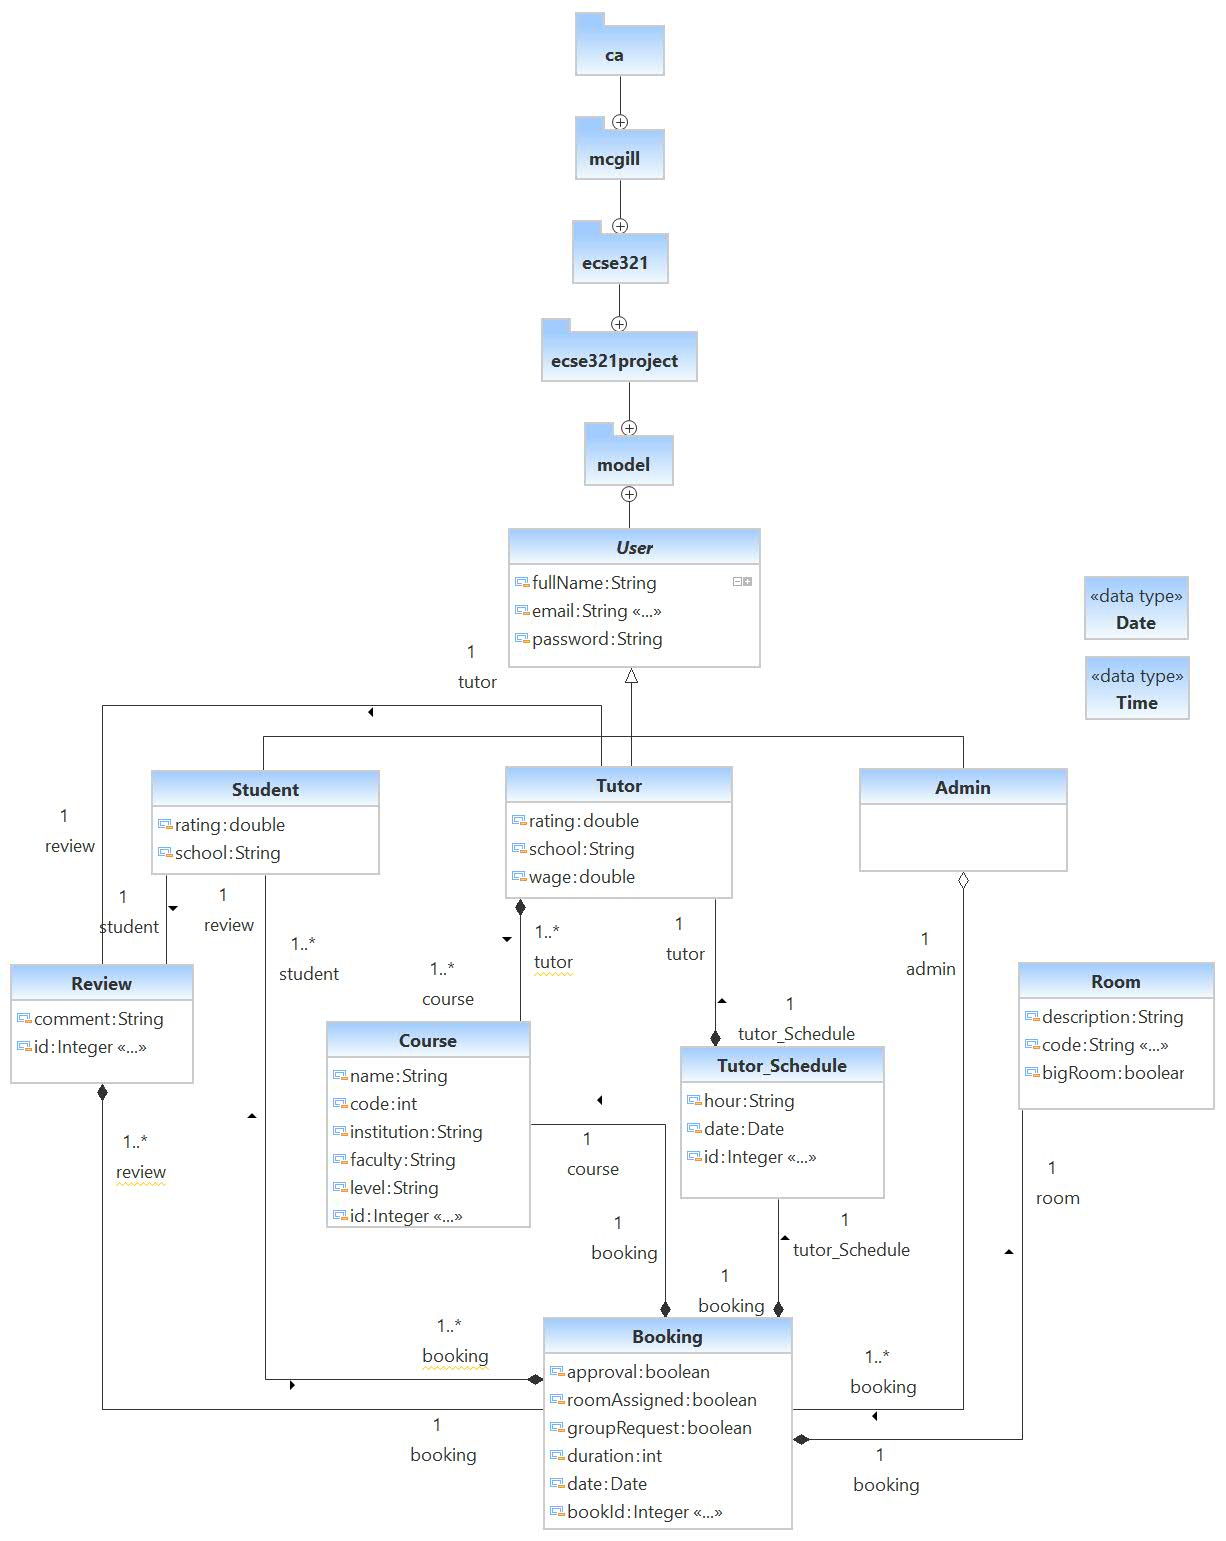 ca
mcgill
ecse321
ecse321project
model
User
fullName:String
email:String «...»
password:String
«data type»
Date
«data type»
Time
1
tutor
1
review
Student
rating:double
school:String
Tutor
rating:double
school:String
wage:double
Admin
1
student
1
review
1..*
student
1..*
tutor
1..*
course
1
tutor
1
tutor_Schedule
1
admin
Review
comment:String
id:Integer «...»
Course
name:String
code:int
institution:String
faculty:String
level:String
id:Integer «...»
Tutor_Schedule
hour:String
date:Date
id:Integer «...»
Room
description:String
code:String «...»
bigRoom:boolear
1..*
review
1
course
1
booking
1
tutor_Schedule
1
booking
1
room
1..*
booking
1
booking
Booking
approval:boolean
roomAssigned:boolean
groupRequest:boolean
duration:int
date:Date
bookId:Integer «...»
1..*
booking
1
booking